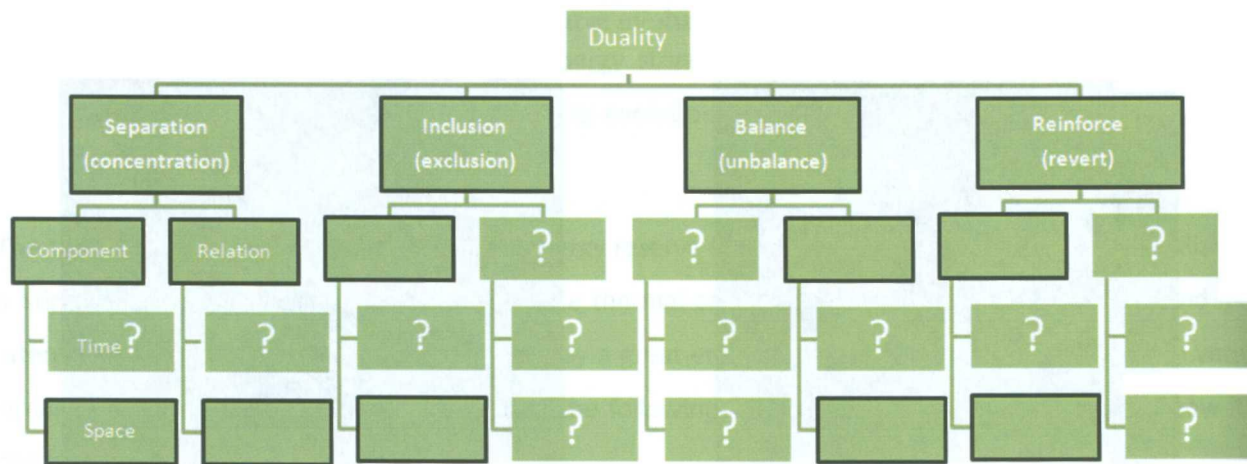 Duality
Separation
(concentration)
Inclusion
(exclusion)
Balance
(unbalance)
Reinforce
(revert)
Component
Relation
?
?
?
Time ?
?
?
?
?
?
?
?
Space
?
?
?